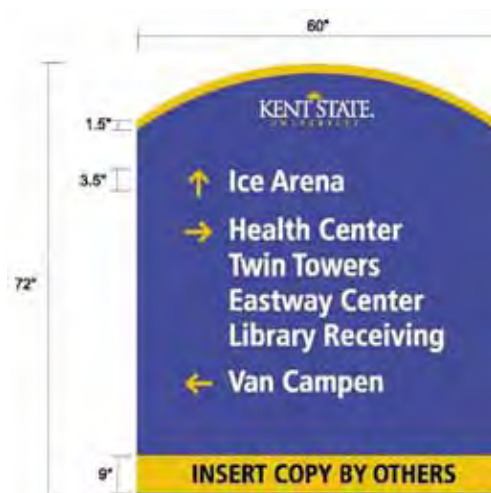 60"
KENT STATE.
UNIVERSITY
1.5"
3.5"
↑ Ice Arena
→ Health Center
Twin Towers
72"
Eastway Center
Library Receiving
← Van Campen
9"
INSERT COPY BY OTHERS